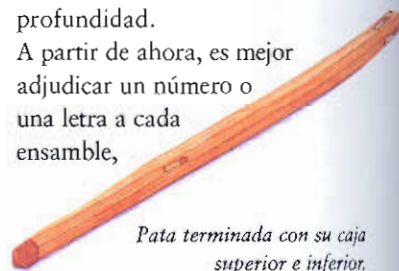 profundidad.
A partir de ahora, es mejor
adjudicar un número o
una letra a cada
ensamble,
Pata terminada con su caja
superior e inferior.